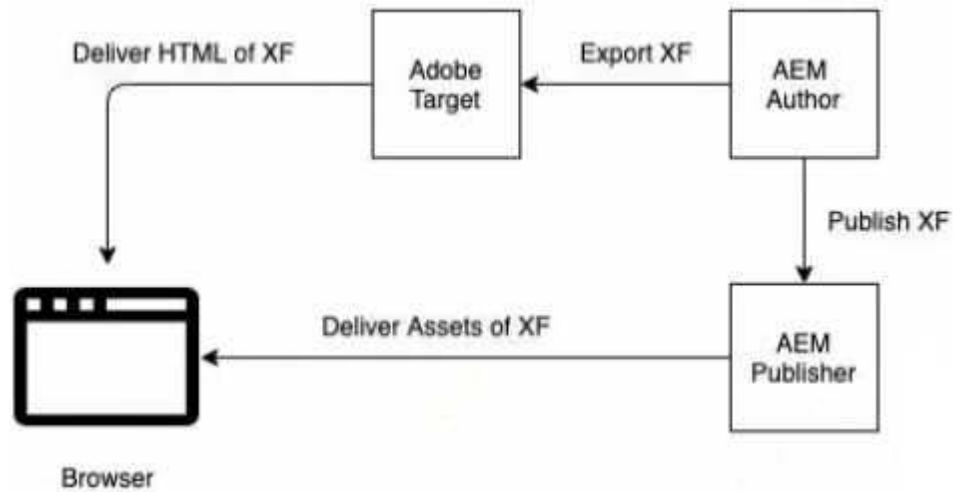 Deliver HTML of XF
Adobe
Target
Export XF
AEM
Author
Publish XF
Deliver Assets of XF
AEM
Publisher
Browser